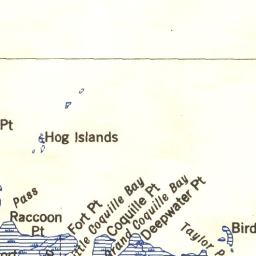 Pt
Hog Islands
Pass
Raccoon
Pt
Fort Pt
Coquille Bay
Coquille Pt
Grand Coquille Bay
Deepwater Pt
Taylor
Bird